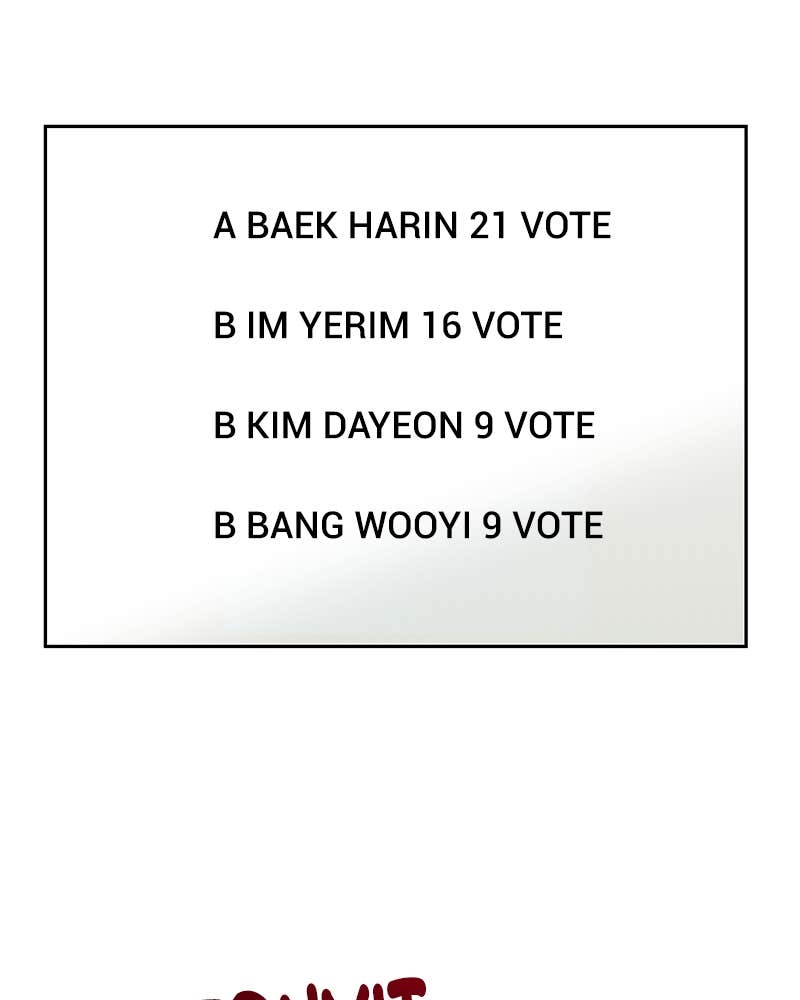 A BAEK HARIN 21 VOTE
B IM YERIM 16 VOTE
B KIM DAYEON 9 VOTE
B BANG WOOYI 9 VOTE